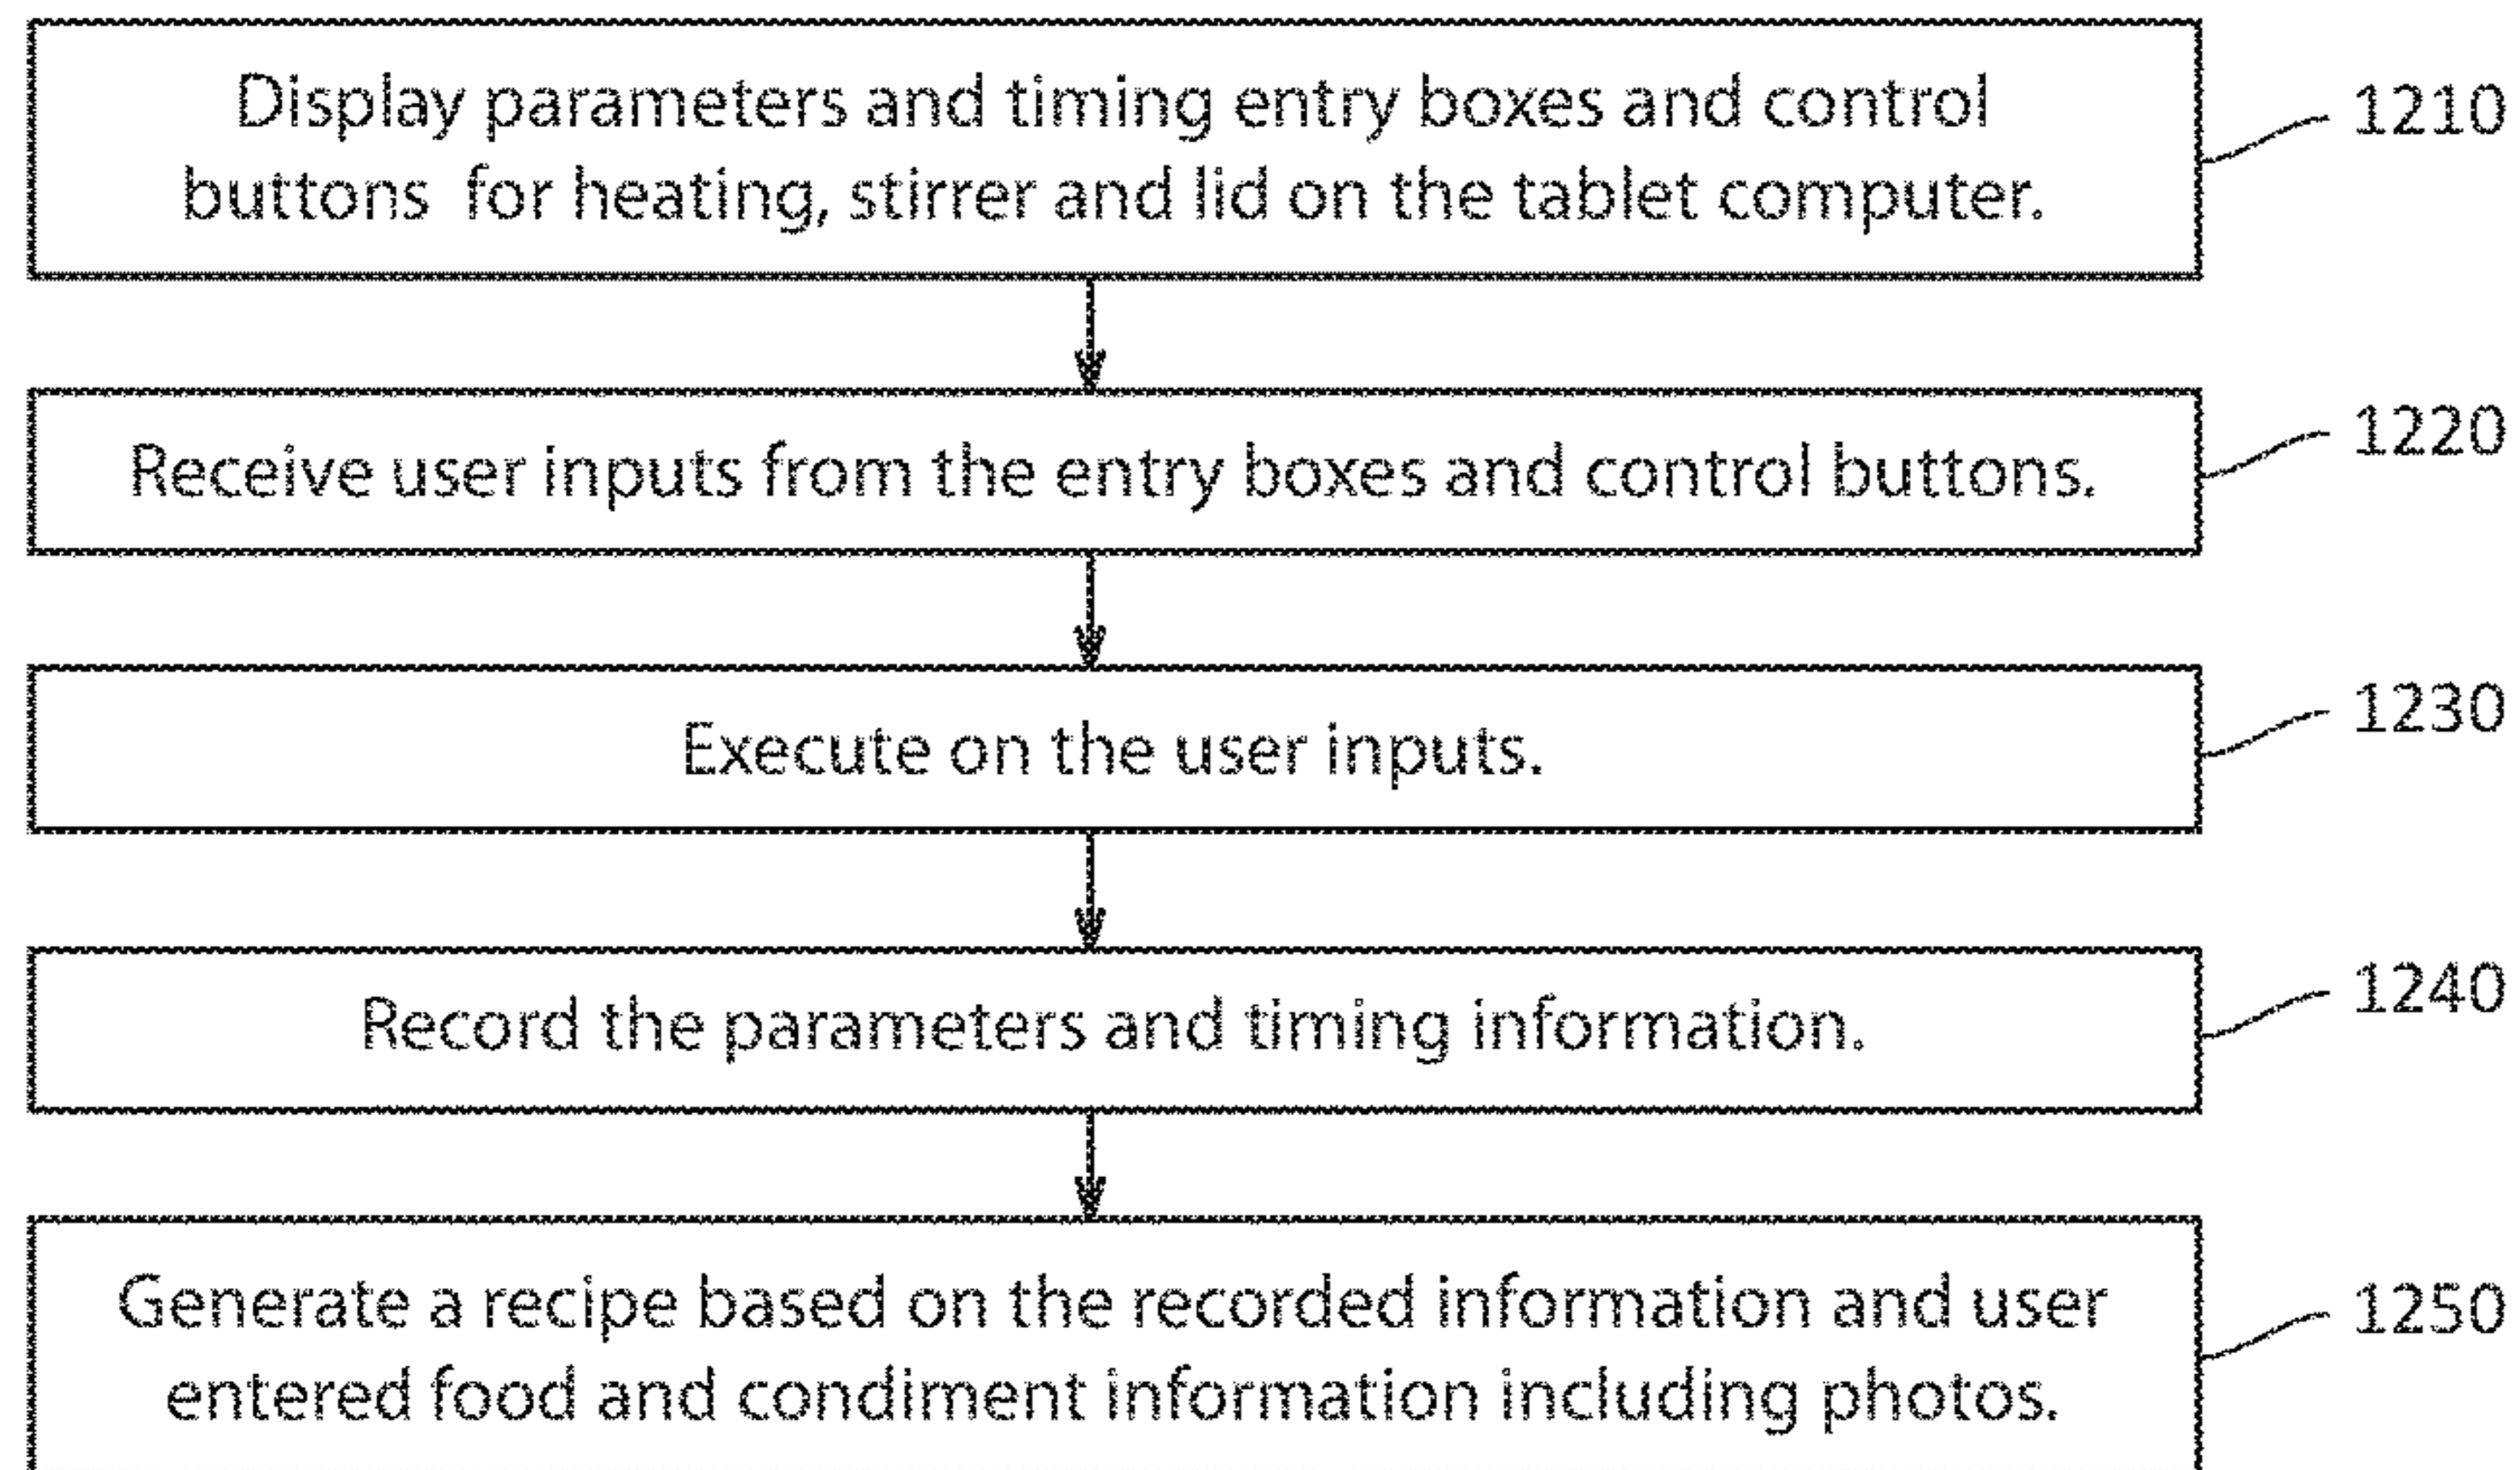 Display parameters and timing entry boxes and control
buttons for heating, stirrer and lid on the tablet computer.
1210
Receive user inputs from the entry boxes and control buttons.
1220
Execute on the user inputs.
1230
Record the parameters and timing information.
1240
Generate a recipe based on the recorded information and user
entered food and condiment information including photos.
1250